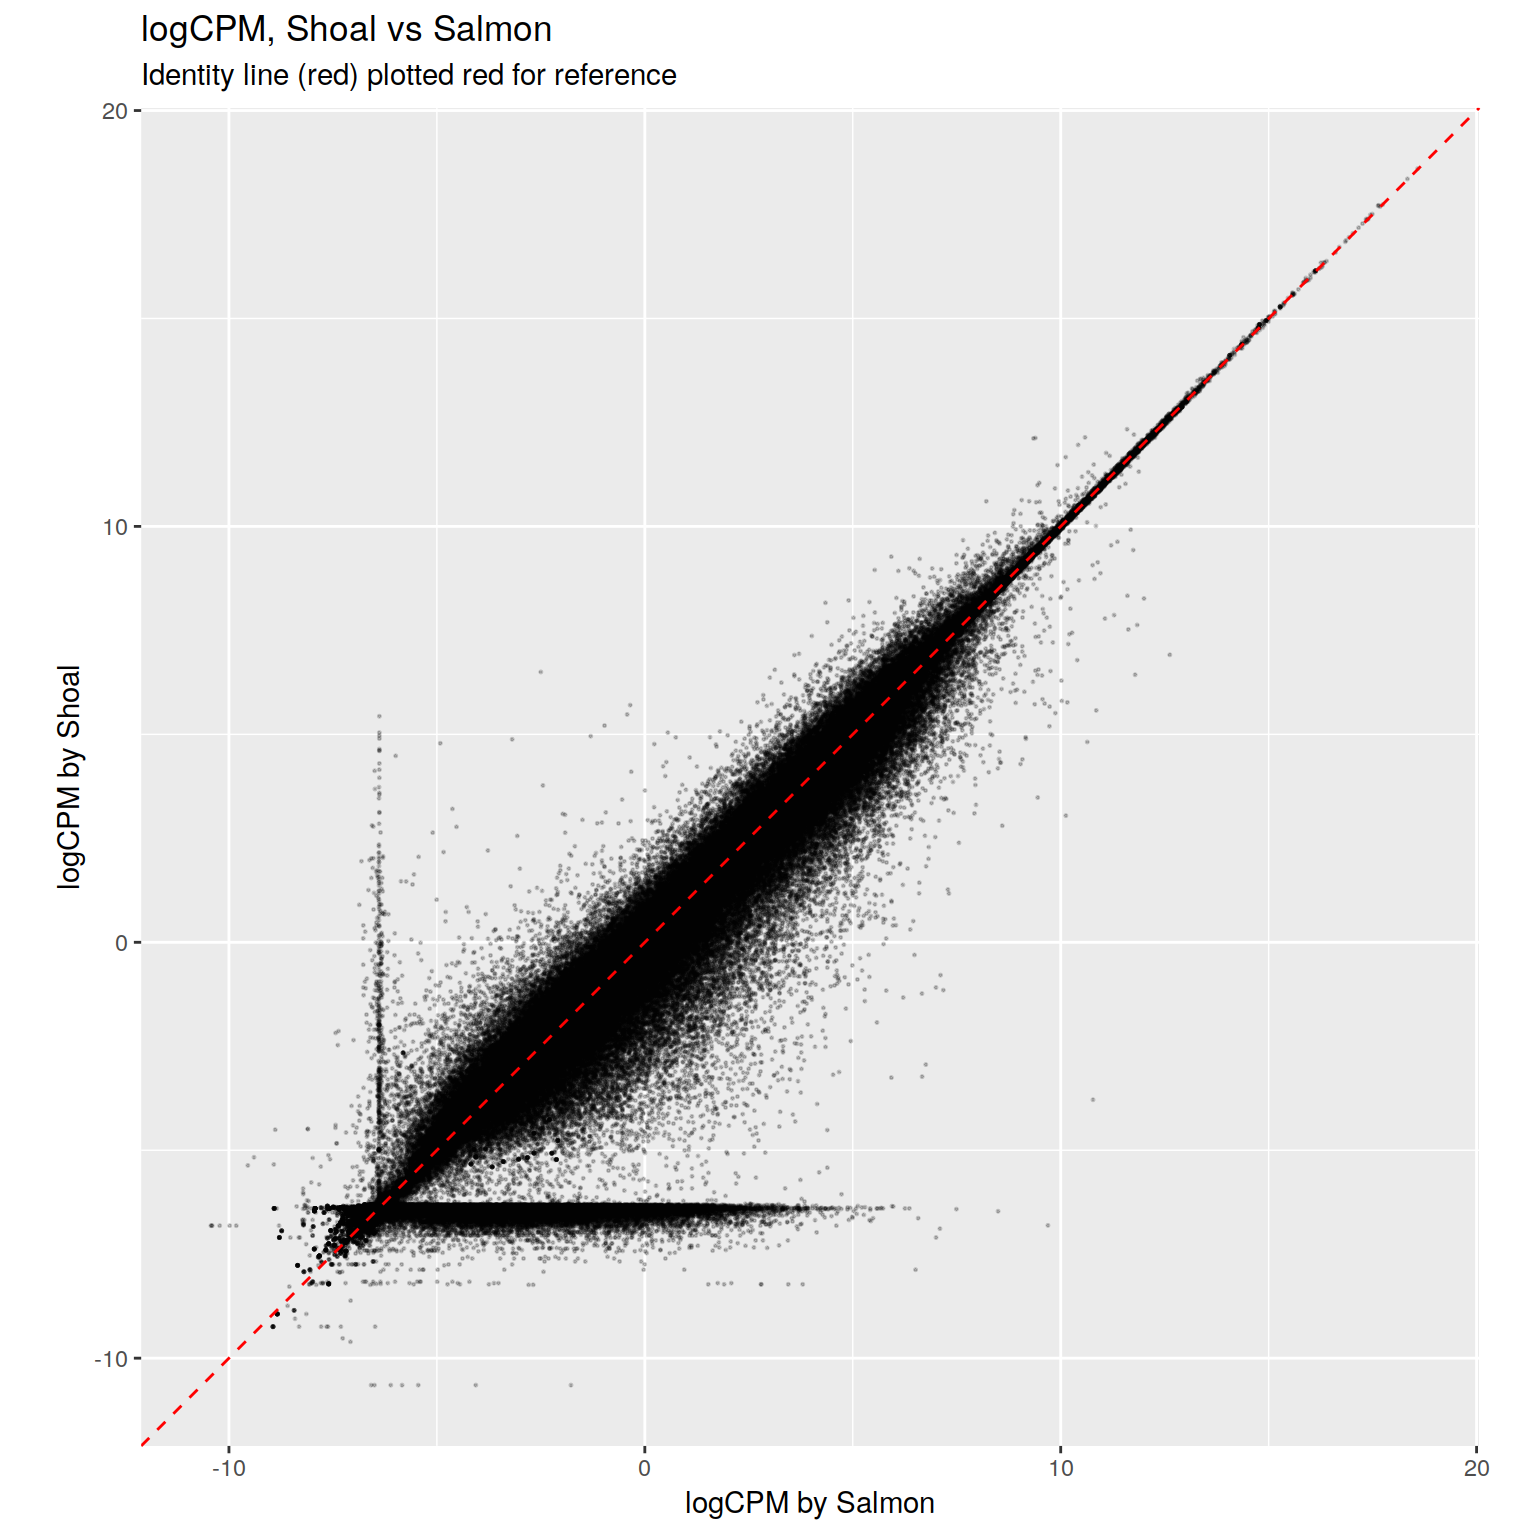 logCPM, Shoal vs Salmon
Identity line (red) plotted red for reference
20
10
0
-10
logCPM by Shoal
-10 0 10 20
logCPM by Salmon